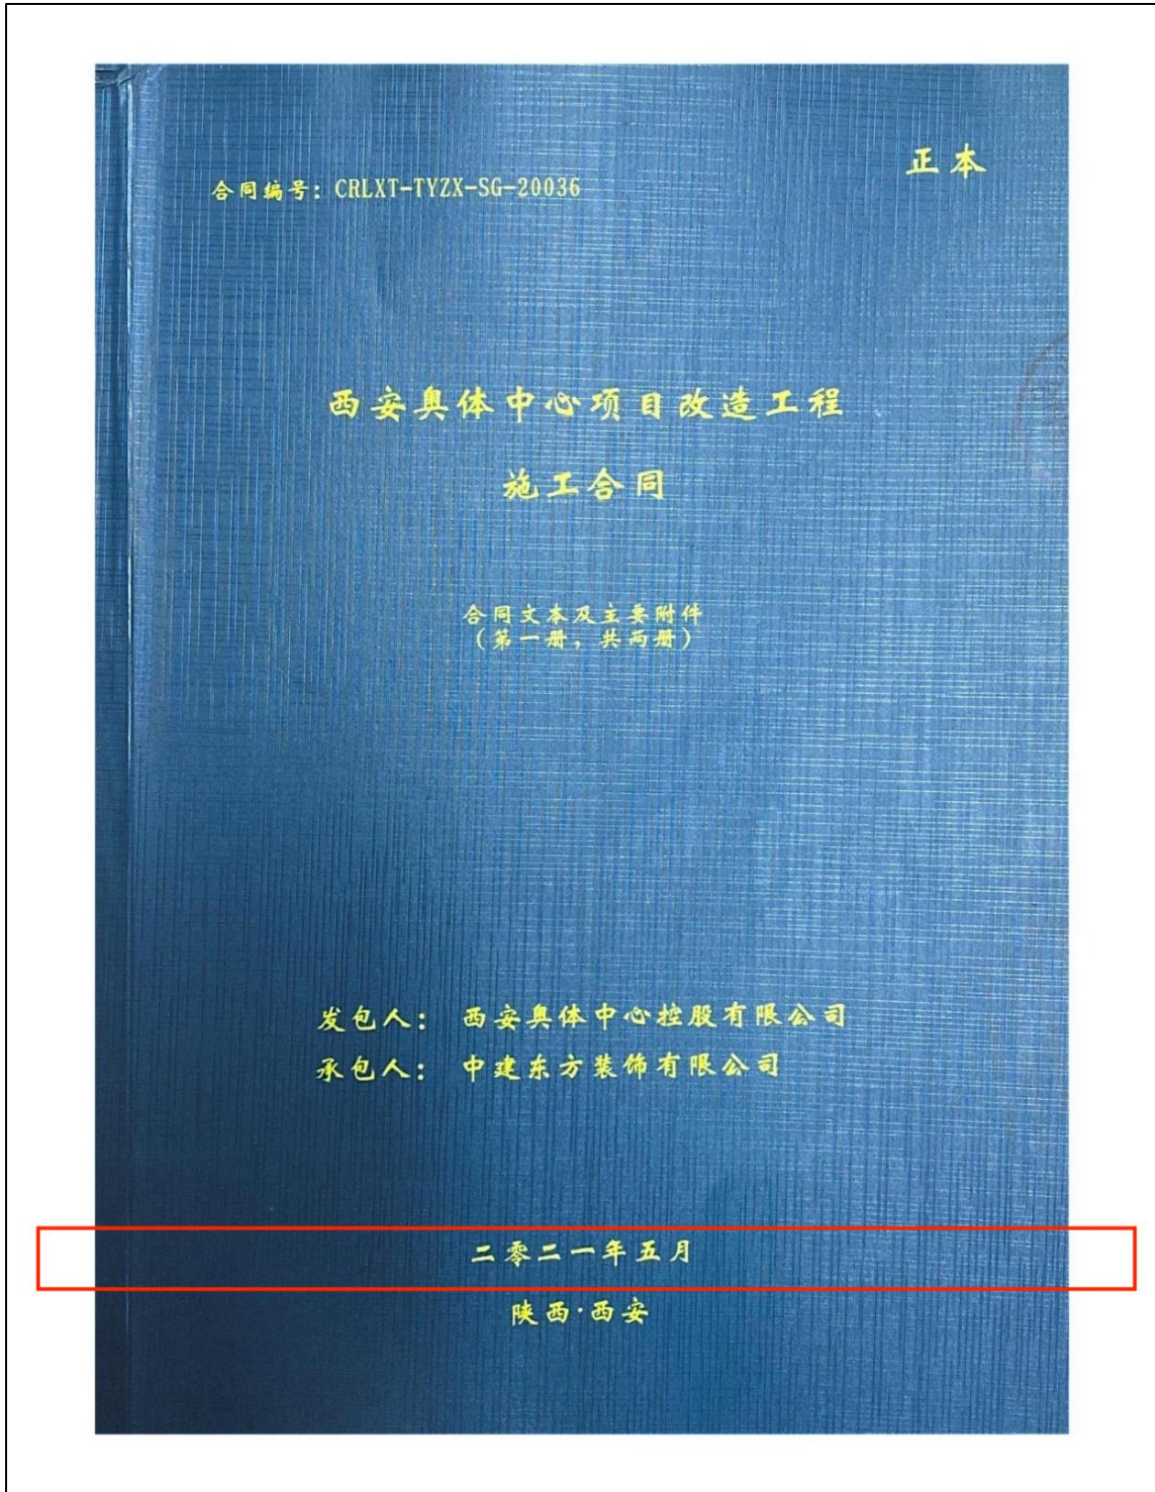 正本
合同编号：CRLXT-TYZX-SG-20036
西安奥体中心项目改造工程
施工合同
合同文本及主要附件
（第一册，共两册）
发包人： 西安奥体中心控股有限公司
承包人： 中建东方装饰有限公司
二零二一年五月
陕西·西安